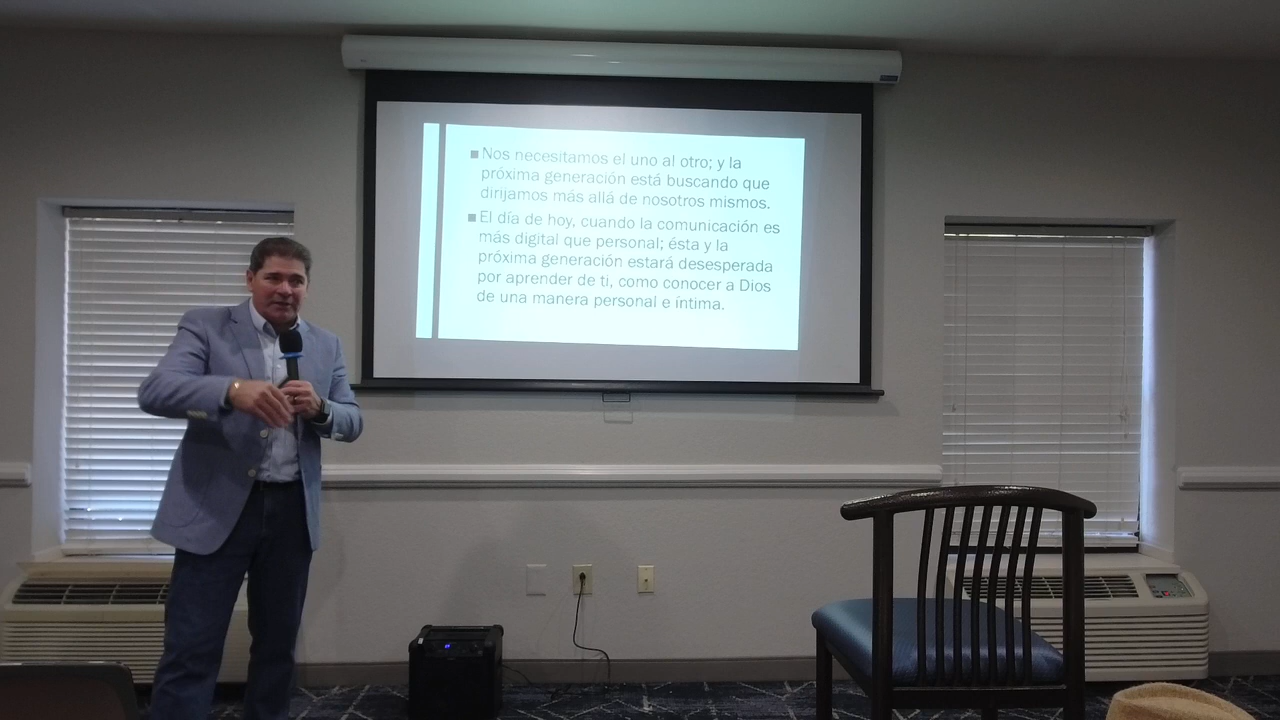 ■ Nos necesitamos el uno al otro; y la
próxima generación está buscando que
dirijamos más allá de nosotros mismos.
■ El día de hoy, cuando la comunicación es
más digital que personal; ésta y la
próxima generación estará desesperada
por aprender de ti, como conocer a Dios
de una manera personal e íntima.